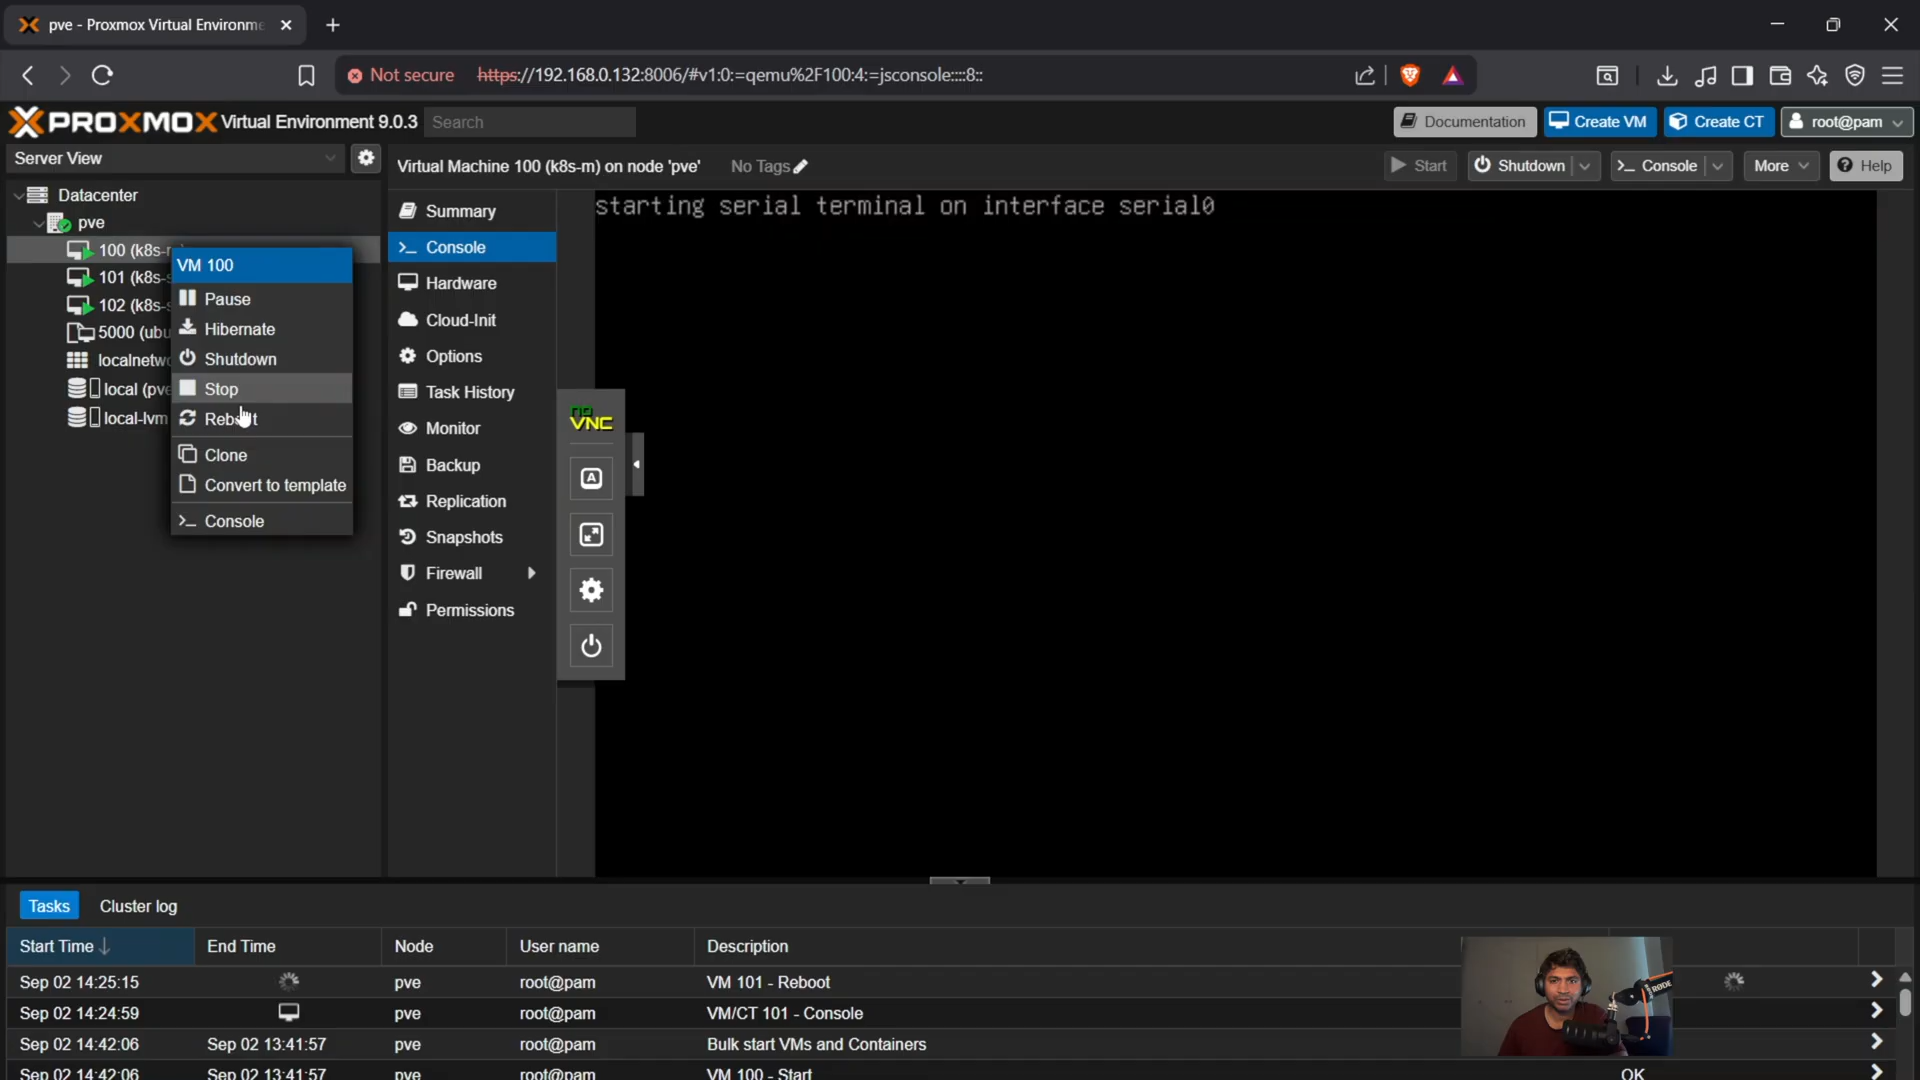 pve - Proxmox Virtual Environme
Not secure
https://192.168.0.132:8006/#v1:0:=qemu%2F100:4:=jsconsole::::8::
PROXMOX Virtual Environment 9.0.3
Search
Documentation
Create VM
Create CT
root@pam
Server View
Virtual Machine 100 (k8s-m) on node 'pve'
No Tags
Start
Shutdown
Console
More
Help
Datacenter
pve
100 (k8s-
101 (k8s-
102 (k8s-
5000 (ubu
localnetwo
local (pve
local-lvm
VM 100
Pause
Hibernate
Shutdown
Stop
Reboot
Clone
Convert to template
Console
Summary
Console
Hardware
Cloud-Init
Options
Task History
Monitor
Backup
Replication
Snapshots
Firewall
Permissions
no
VNC
A
starting serial terminal on interface serial0
Tasks
Cluster log
Start Time
End Time
Node
User name
Description
Sep 02 14:25:15
pve
root@pam
VM 101 - Reboot
Sep 02 14:24:59
pve
root@pam
VM/CT 101 - Console
Sep 02 14:42:06
Sep 02 13:41:57
pve
root@pam
Bulk start VMs and Containers
Sep 02 14:42:06
Sep 02 13:41:57
pve
root@pam
VM 100 - Start
OK
RØDE